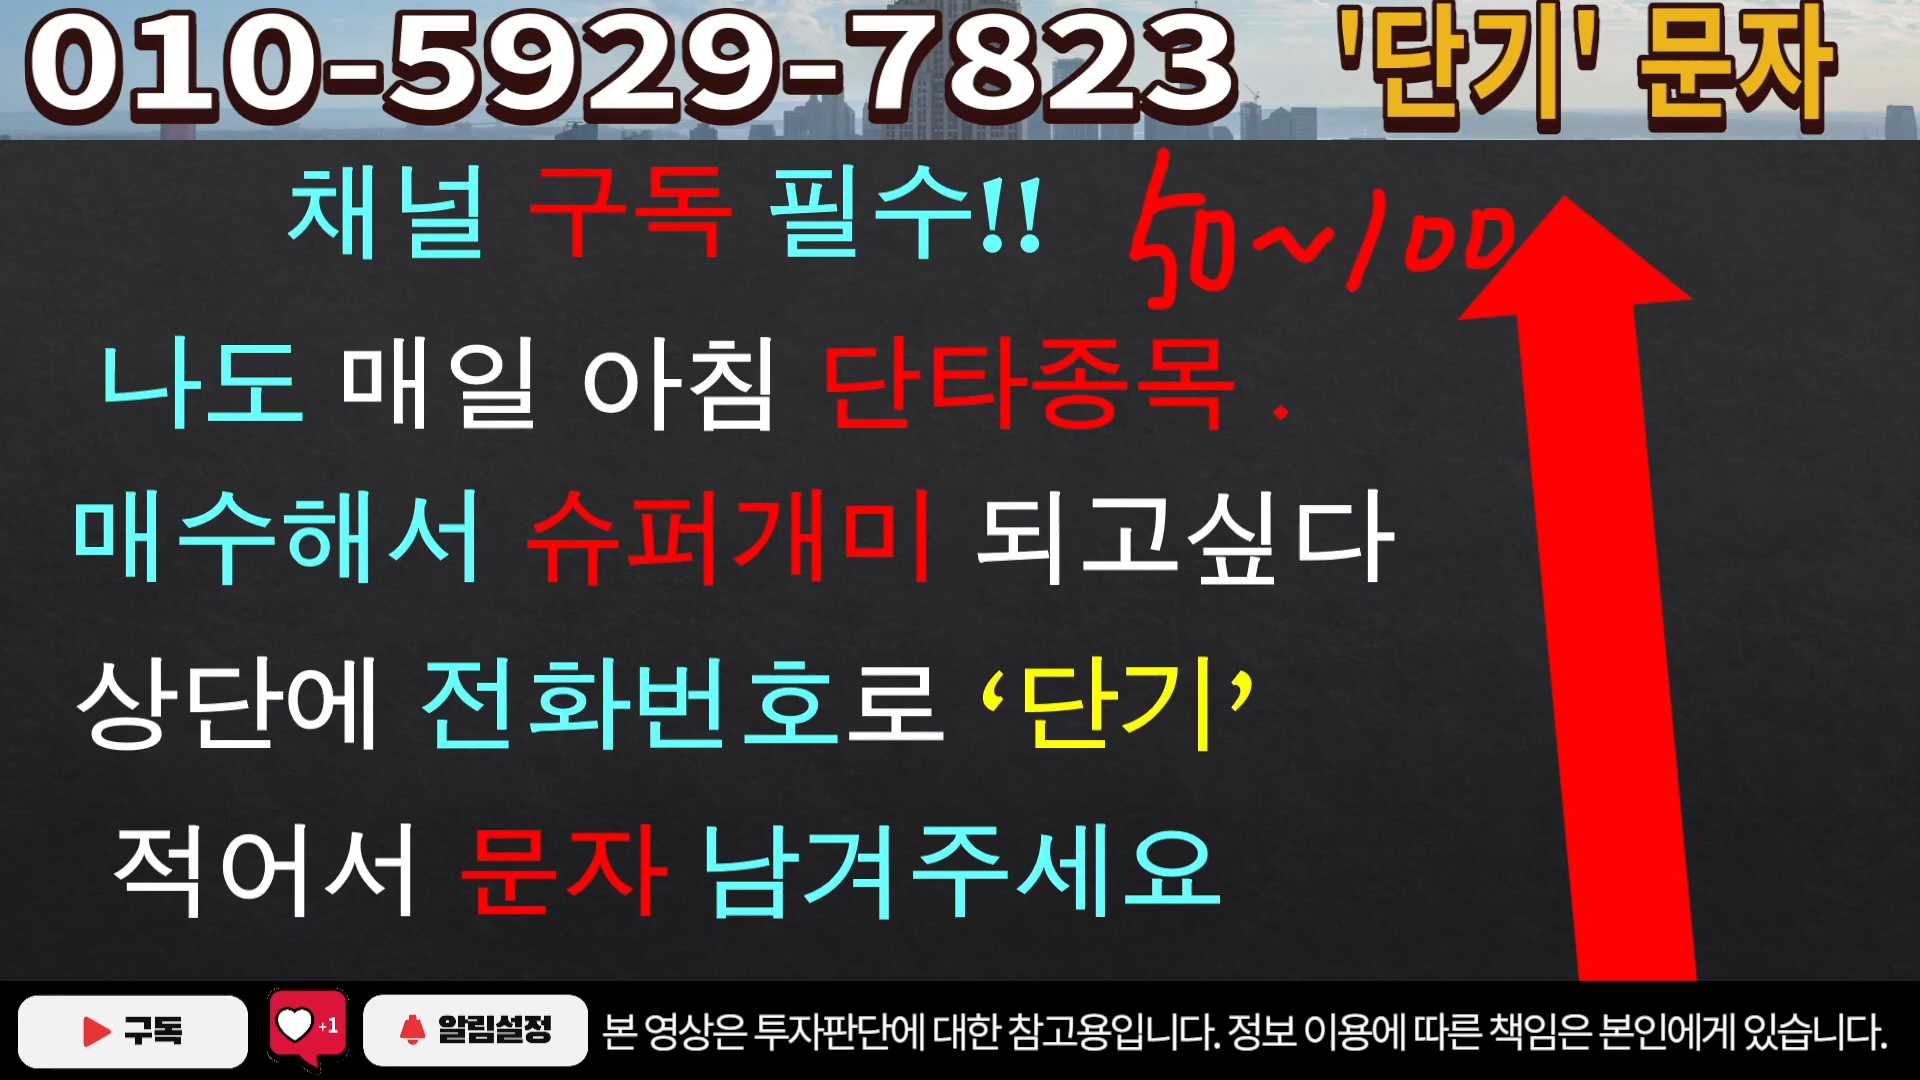 010-5929-7823 '단기' 문자
채널 구독 필수!! 50~100
나도 매일 아침 단타종목.
매수해서 슈퍼개미 되고싶다
상단에 전화번호로 ‘단기’
적어서 문자 남겨주세요
구독 +1 알림설정 본 영상은 투자판단에 대한 참고용입니다. 정보 이용에 따른 책임은 본인에게 있습니다.